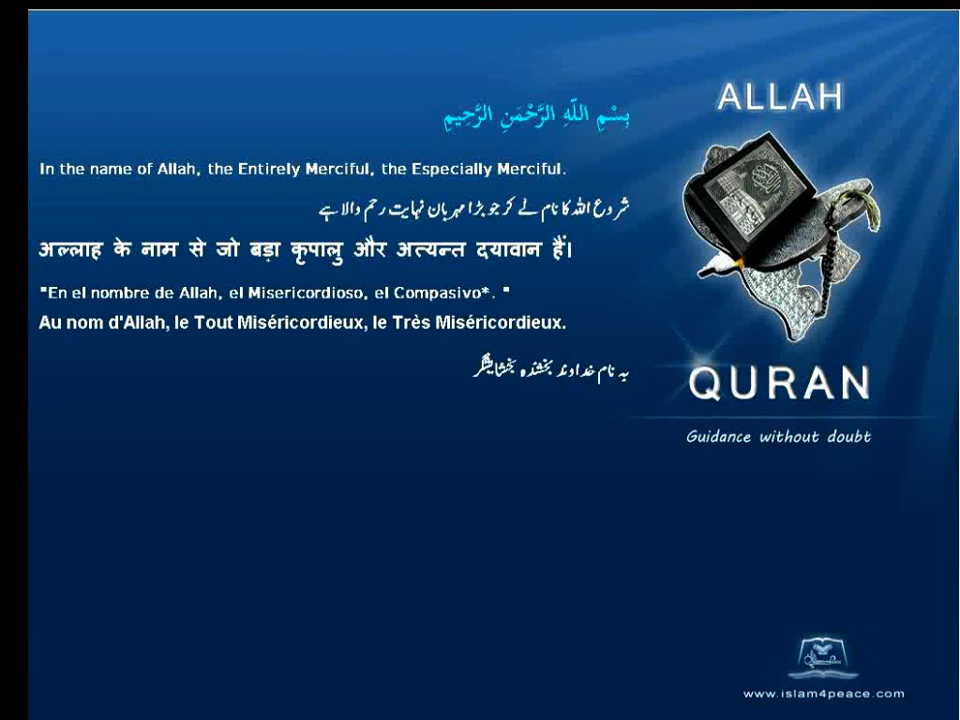 بِسْمِ اللَّهِ الرَّحْمَنِ الرَّحِيمِ
In the name of Allah, the Entirely Merciful, the Especially Merciful.
شروع الله کا نام لے کر جو بڑا مہربان نہایت رحم والا ہے
अल्लाह के नाम से जो बड़ा कृपालु और अत्यन्त दयावान हैं।
"En el nombre de Allah, el Misericordioso, el Compasivo*. "
Au nom d'Allah, le Tout Miséricordieux, le Très Miséricordieux.
به نام خداوند بخشنده بخشایشگر
ALLAH
QURAN
Guidance without doubt
www.islam4peace.com